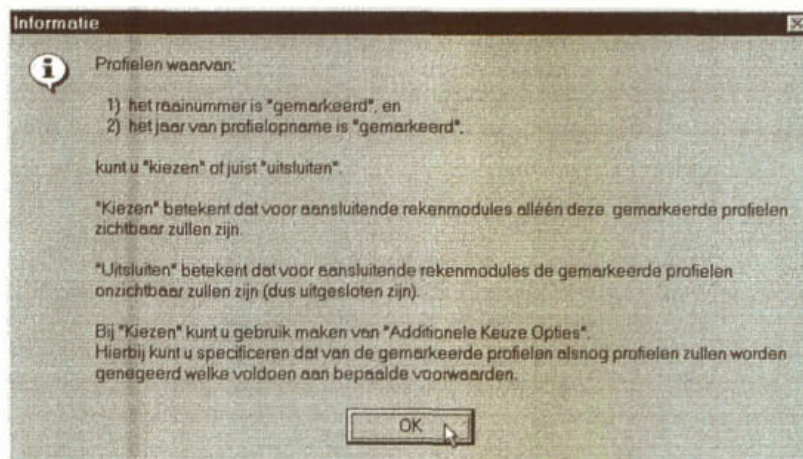 Informatie
Profielen waarvan:
1) het raainummer is "gemarkeerd", en
2) het jaar van profielopname is "gemarkeerd",
kunt u "kiezen" of juist "uitsluiten".
"Kiezen" betekent dat voor aansluitende rekenmodules alléén deze gemarkeerde profielen
zichtbaar zullen zijn.
"Uitsluiten" betekent dat voor aansluitende rekenmodules de gemarkeerde profielen
onzichtbaar zullen zijn (dus uitgesloten zijn).
Bij "Kiezen" kunt u gebruik maken van "Additionele Keuze Opties".
Hierbij kunt u specificeren dat van de gemarkeerde profielen alsnog profielen zullen worden
genegeerd welke voldoen aan bepaalde voorwaarden.
OK